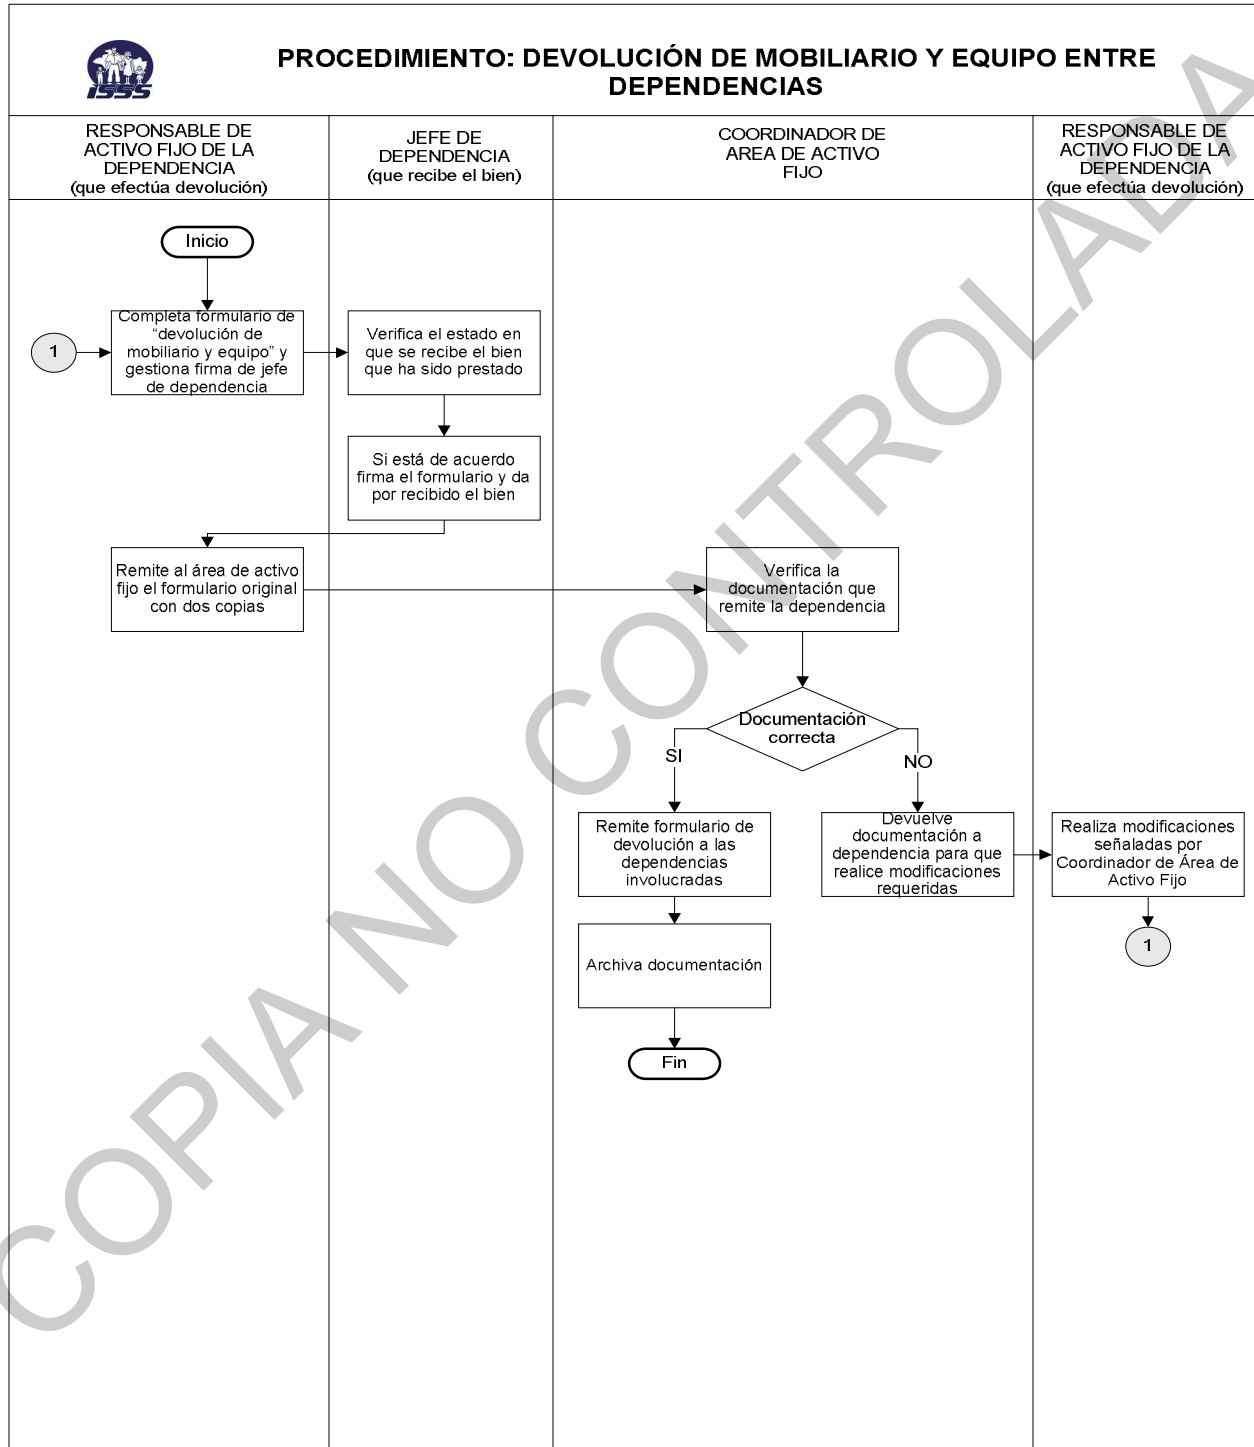 PROCEDIMIENTO: DEVOLUCIÓN DE MOBILIARIO Y EQUIPO ENTRE
DEPENDENCIAS
ISSS
RESPONSABLE DE
ACTIVO FIJO DE LA
DEPENDENCIA
(que efectúa devolución)
JEFE DE
DEPENDENCIA
(que recibe el bien)
COORDINADOR DE
AREA DE ACTIVO
FIJO
RESPONSABLE DE
ACTIVO FIJO DE LA
DEPENDENCIA
(que efectúa devolución)
Inicio
1
Completa formulario de
“devolución de
mobiliario y equipo” y
gestiona firma de jefe
de dependencia
Verifica el estado en
que se recibe el bien
que ha sido prestado
Si está de acuerdo
firma el formulario y da
por recibido el bien
Remite al área de activo
fijo el formulario original
con dos copias
Verifica la
documentación que
remite la dependencia
Documentación
correcta
SI
NO
Remite formulario de
devolución a las
dependencias
involucradas
Devuelve
documentación a
dependencia para que
realice modificaciones
requeridas
Realiza modificaciones
señaladas por
Coordinador de Área de
Activo Fijo
1
Archiva documentación
Fin
COPIA NO CONTROLADA